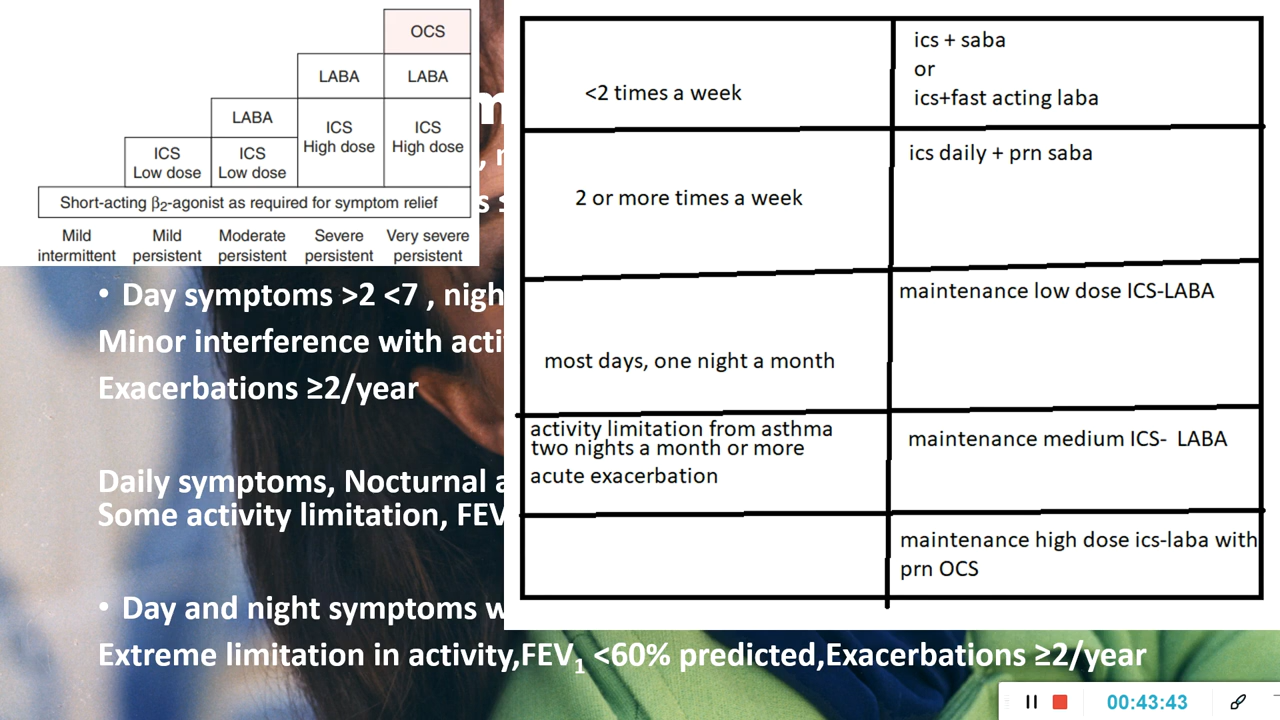 OCS
LABA
LABA
LABA
ICS
High dose
ICS
High dose
ICS
Low dose
ICS
Low dose
Short-acting β2-agonist as required for symptom relief
Mild
intermittent
Mild
persistent
Moderate
persistent
Severe
persistent
Very severe
persistent
<2 times a week
ics + saba
or
ics+fast acting laba
2 or more times a week
ics daily + prn saba
most days, one night a month
maintenance low dose ICS-LABA
activity limitation from asthma
two nights a month or more
acute exacerbation
maintenance medium ICS- LABA
maintenance high dose ics-laba with
prn OCS
• Day symptoms >2 <7 , nigh
Minor interference with acti
Exacerbations ≥2/year
Daily symptoms, Nocturnal a
Some activity limitation, FEV
• Day and night symptoms w
Extreme limitation in activity,FEV1 <60% predicted,Exacerbations ≥2/year
00:43:43